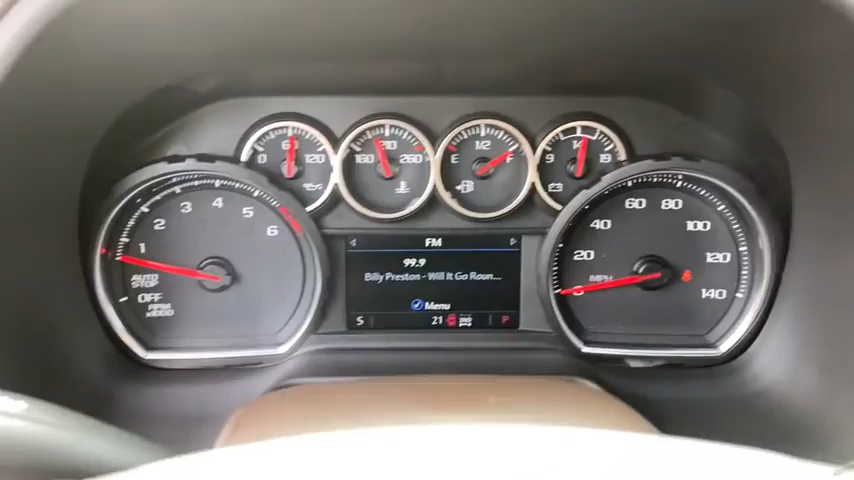 60
0 120
210
160 260
1/2
E F
14
9 19
1 2 3 4 5 6
AUTO STOP
OFF
RPM
x1000
FM
99.9
Billy Preston - Will It Go Roun...
Menu
S 21 2WD P
0 20 40 60 80 100 120 140
MPH